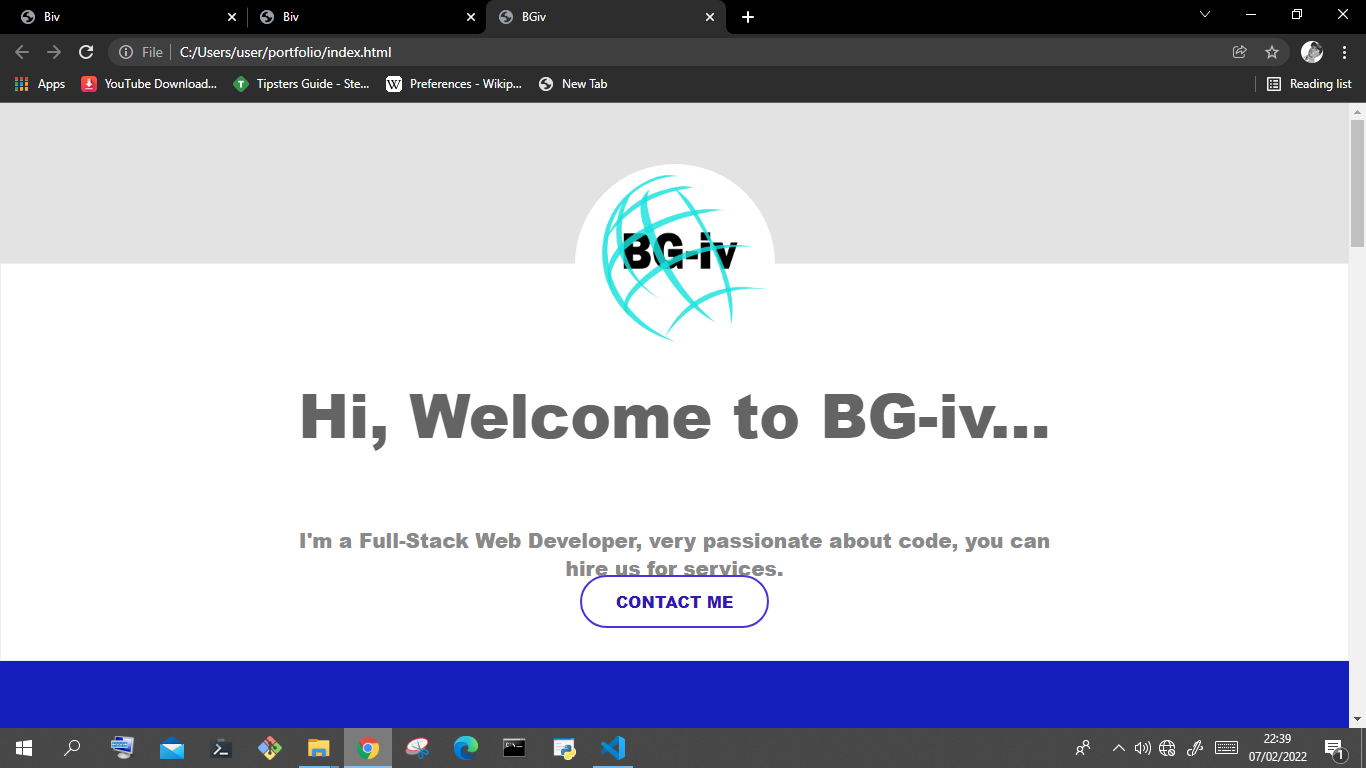 Biv
Biv
BGiv
File
C:/Users/user/portfolio/index.html
Apps
YouTube Download...
Tipsters Guide - Ste...
Preferences - Wikip...
New Tab
Reading list
BG-iv
Hi, Welcome to BG-iv...
I'm a Full-Stack Web Developer, very passionate about code, you can
hire us for services.
CONTACT ME
22:39
07/02/2022
1